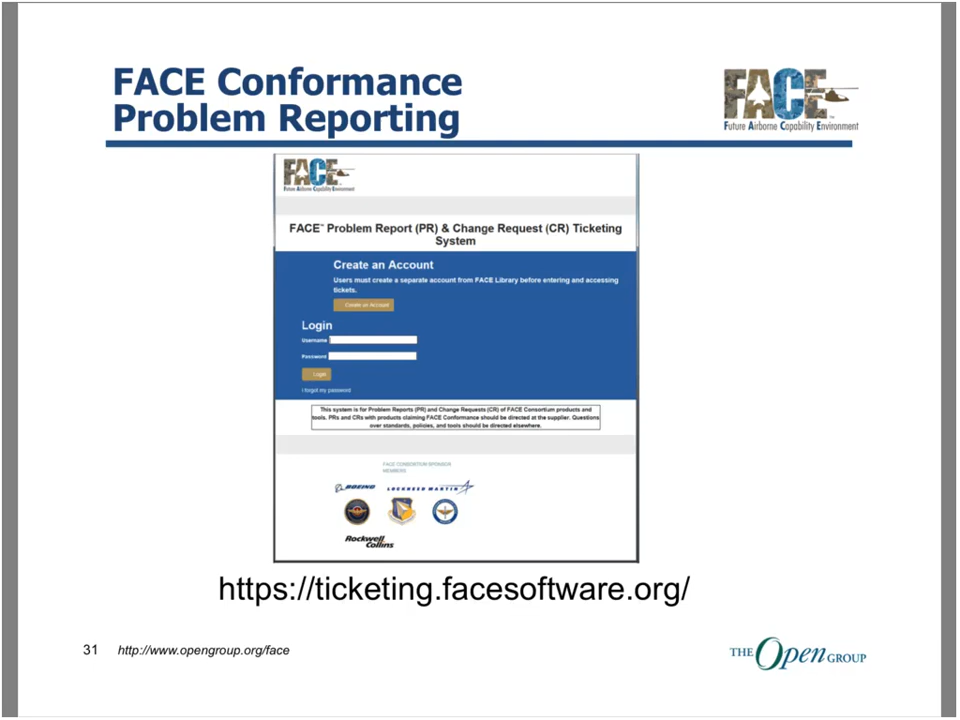 FACE Conformance
Problem Reporting
FACE™
Future Airborne Capability Environment
FACE
Future Airborne Capability Environment
FACE™ Problem Report (PR) & Change Request (CR) Ticketing
System
Create an Account
Users must create a separate account from FACE Library before entering and accessing
tickets.
Create an Account
Login
Username
Password
Login
I forgot my password
This system is for Problem Reports (PR) and Change Requests (CR) of FACE Consortium products and
tools. PRs and CRs with products claiming FACE Conformance should be directed at the supplier. Questions
over standards, policies, and tools should be directed elsewhere.
FACE CONSORTIUM SPONSOR
MEMBERS
BOEING
LOCKHEED MARTIN
Rockwell
Collins
https://ticketing.facesoftware.org/
31 http://www.opengroup.org/face
THE Open GROUP